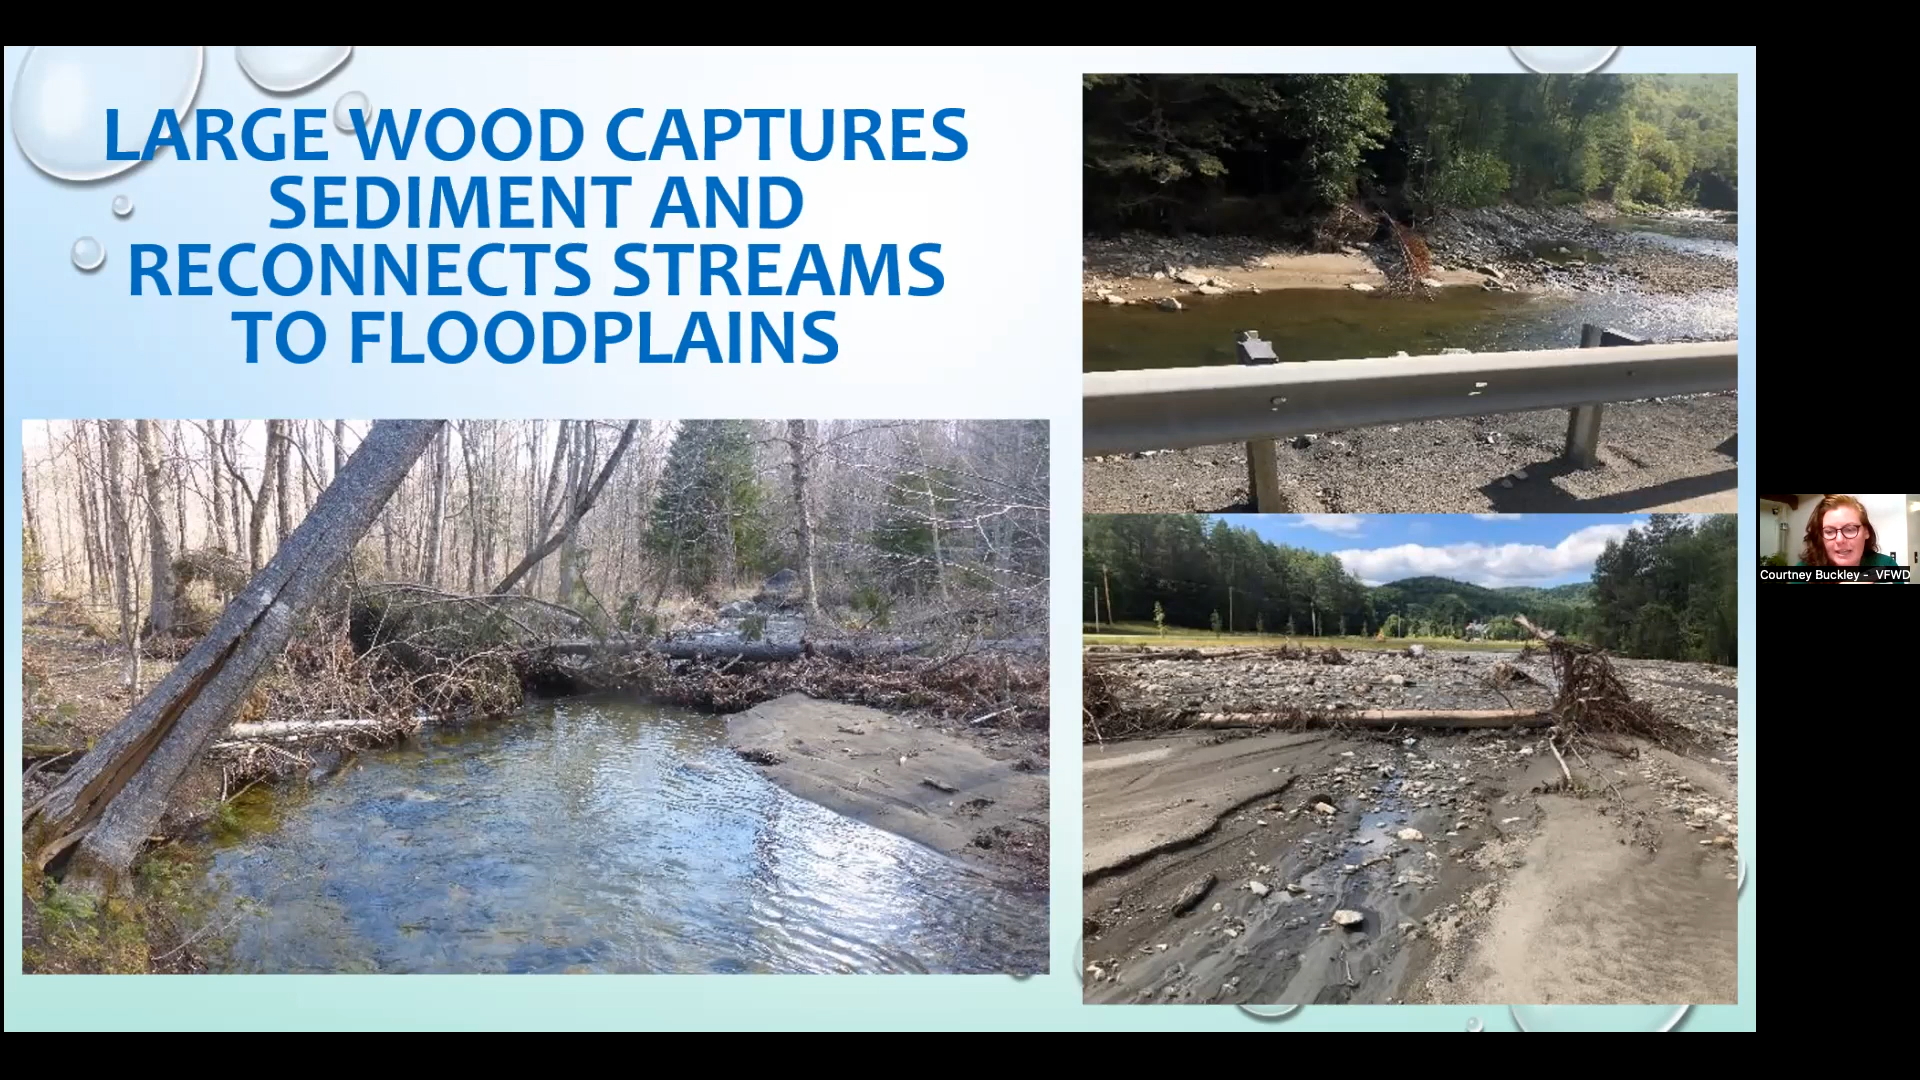 LARGE WOOD CAPTURES
SEDIMENT AND
RECONNECTS STREAMS
TO FLOODPLAINS
Courtney Buckley - VFWD